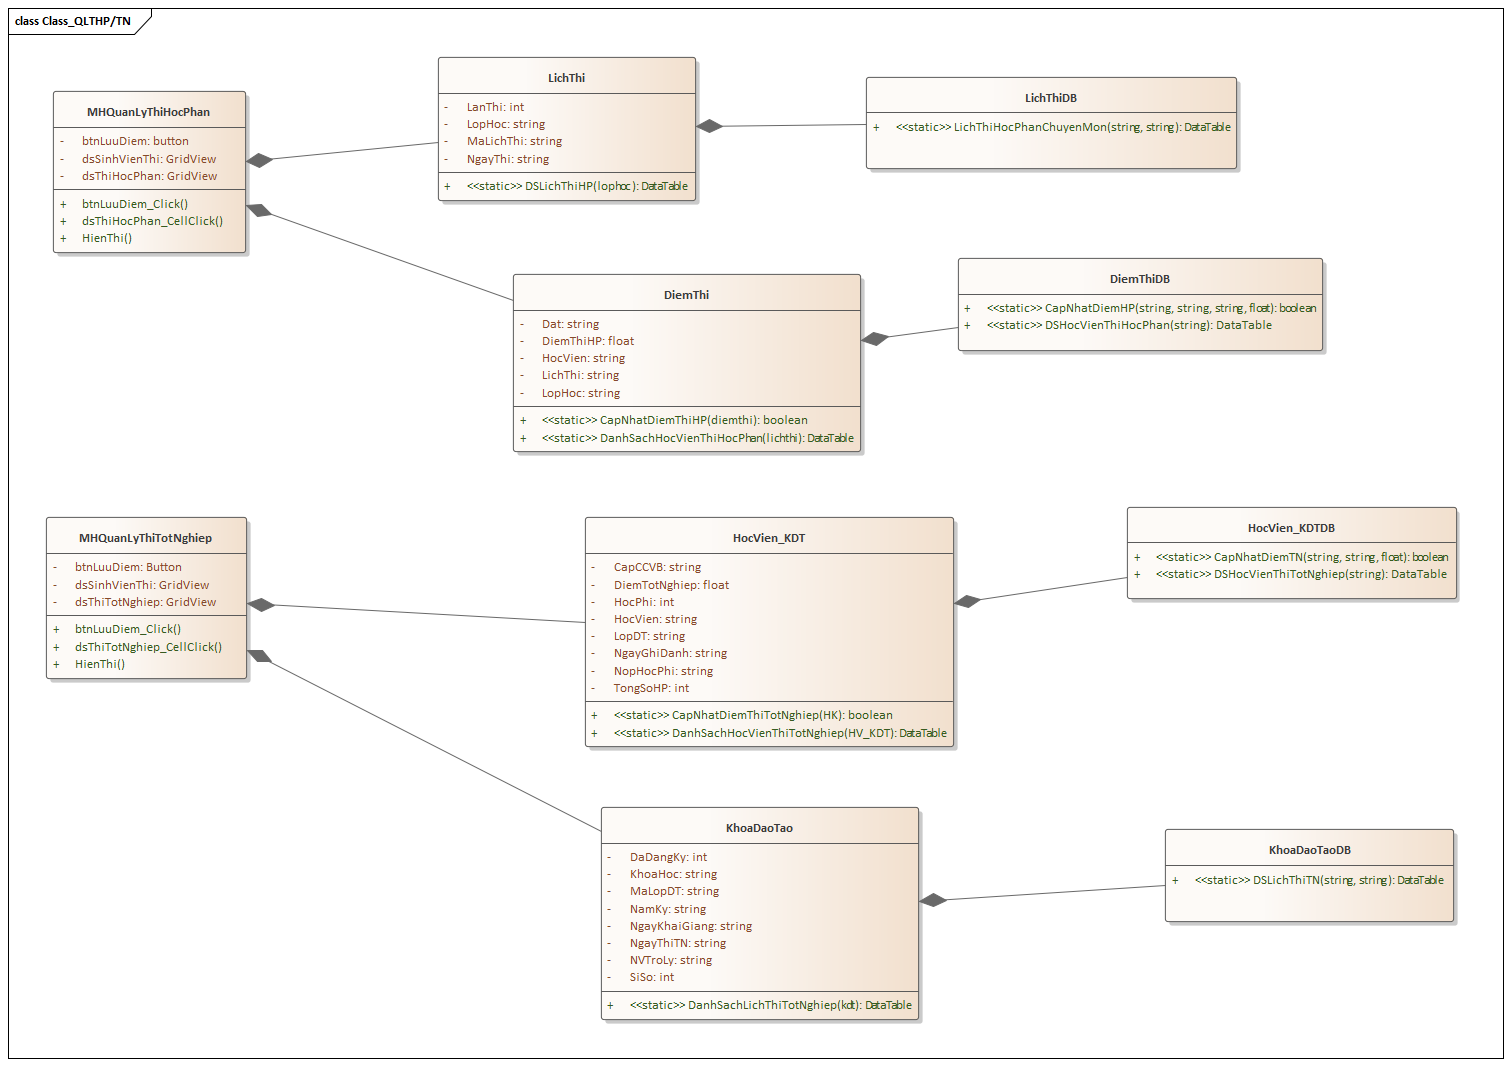 class Class_QLTHP/TN
MHQuanLyThiHocPhan
- btnLuuDiem: button
- dsSinhVienThi: GridView
- dsThiHocPhan: GridView
+ btnLuuDiem_Click()
+ dsThiHocPhan_CellClick()
+ HienThi()
LichThi
- LanThi: int
- LopHoc: string
- MaLichThi: string
- NgayThi: string
+ <<static>> DSLichThiHP(lophoc): DataTable
LichThiDB
+ <<static>> LichThiHocPhanChuyenMon(string, string): DataTable
DiemThi
- Dat: string
- DiemThiHP: float
- HocVien: string
- LichThi: string
- LopHoc: string
+ <<static>> CapNhatDiemThiHP(diemthi): boolean
+ <<static>> DanhSachHocVienThiHocPhan(lichthi): DataTable
DiemThiDB
+ <<static>> CapNhatDiemHP(string, string, string, float): boolean
+ <<static>> DSHocVienThiHocPhan(string): DataTable
MHQuanLyThiTotNghiep
- btnLuuDiem: Button
- dsSinhVienThi: GridView
- dsThiTotNghiep: GridView
+ btnLuuDiem_Click()
+ dsThiTotNghiep_CellClick()
+ HienThi()
HocVien_KDT
- CapCCVB: string
- DiemTotNghiep: float
- HocPhi: int
- HocVien: string
- LopDT: string
- NgayGhiDanh: string
- NopHocPhi: string
- TongSoHP: int
+ <<static>> CapNhatDiemThiTotNghiep(HK): boolean
+ <<static>> DanhSachHocVienThiTotNghiep(HV_KDT): DataTable
HocVien_KDTDB
+ <<static>> CapNhatDiemTN(string, string, float): boolean
+ <<static>> DSHocVienThiTotNghiep(string): DataTable
KhoaDaoTao
- DaDangKy: int
- KhoaHoc: string
- MaLopDT: string
- NamKy: string
- NgayKhaiGiang: string
- NgayThiTN: string
- NVTroLy: string
- SiSo: int
+ <<static>> DanhSachLichThiTotNghiep(kdt): DataTable
KhoaDaoTaoDB
+ <<static>> DSLichThiTN(string, string): DataTable